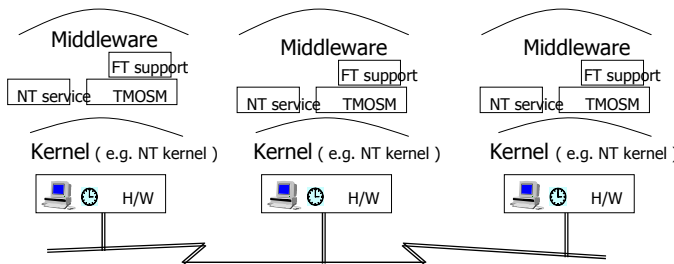 Middleware Middleware Middleware
FT support FT support FT support
NT service TMOSM NT service TMOSM NT service TMOSM
Kernel ( e.g. NT kernel ) Kernel ( e.g. NT kernel ) Kernel ( e.g. NT kernel )
H/W H/W H/W